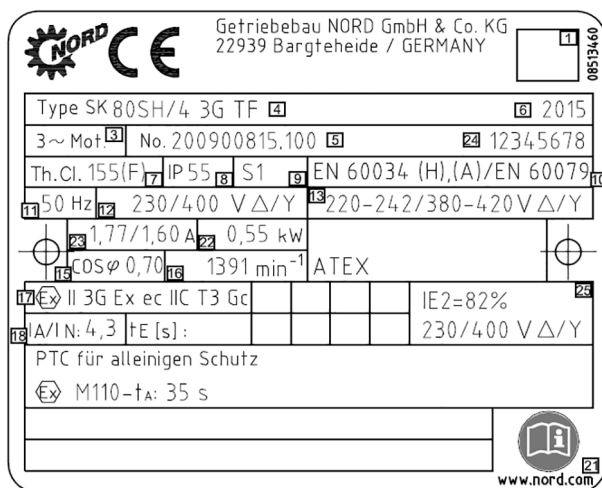 NORD CE Getriebebau NORD GmbH & Co. KG
22939 Bargteheide / GERMANY
1
08513460
Type SK 80SH/4 3G TF 4 6 2015
3~ Mot. 3 No. 200900815.100 5 24 12345678
Th.Cl. 155(F) 7 IP 55 8 S1 9 EN 60034 (H),(A)/EN 60079 10
11 50 Hz 12 230/400 V Δ/Y 13 220-242/380-420V Δ/Y
23 1,77/1,60 A 22 0,55 kW
15 COS φ 0,70 16 1391 min⁻¹ ATEX
17 Ex II 3G Ex ec IIC T3 Gc IE2=82% 25
18 IA/IN: 4,3 tE [s] : 230/400 V Δ/Y
PTC für alleinigen Schutz
Ex M110-tA: 35 s
i
21
www.nord.com